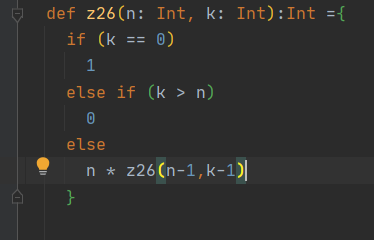 def z26(n: Int, k: Int):Int ={
if (k == 0)
1
else if (k > n)
0
else
n * z26(n-1,k-1)
}